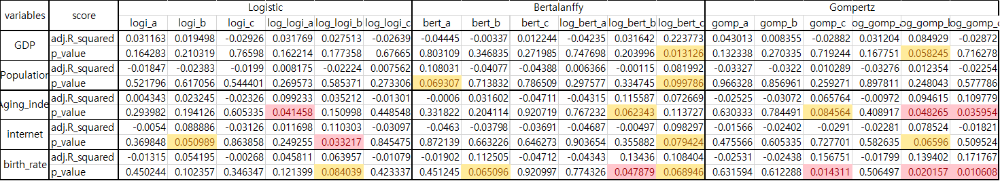 variables score Logistic Bertalanffy Gompertz
logi_a logi_b logi_c log_logi_a log_logi_b log_logi_c bert_a bert_b bert_c log_bert_a log_bert_b log_bert_c gomp_a gomp_b gomp_c log_gomp_a log_gomp_b log_gomp_c
GDP adj.R_squared 0.031163 0.019498 -0.02926 0.031769 0.027513 -0.02639 -0.04445 -0.00337 0.012244 -0.04235 0.031642 0.223773 0.043013 0.008355 -0.02882 0.031204 0.084929 -0.02872
p_value 0.164283 0.210319 0.76598 0.162214 0.177358 0.67665 0.803109 0.346835 0.271985 0.747698 0.203996 0.013126 0.132338 0.270335 0.719244 0.167751 0.058245 0.716278
Population adj.R_squared -0.01847 -0.02383 -0.0199 0.008175 -0.02224 0.007562 0.108031 -0.04077 -0.04388 0.006366 -0.00115 0.081992 -0.03327 -0.0322 0.010289 -0.03276 0.012354 -0.02254
p_value 0.521796 0.617056 0.544401 0.269573 0.585371 0.273306 0.069307 0.713832 0.786509 0.297577 0.334745 0.099786 0.966328 0.856961 0.259271 0.897811 0.248043 0.577786
Aging_inde adj.R_squared 0.004343 0.023245 -0.02326 0.099233 0.035212 -0.01301 -0.0006 0.031602 -0.04711 -0.04315 0.115587 0.072669 -0.02525 -0.03072 0.065764 -0.00972 0.094615 0.109779
p_value 0.293982 0.194126 0.605335 0.041458 0.150998 0.448548 0.331822 0.204114 0.920719 0.767232 0.062343 0.113727 0.630333 0.784491 0.084564 0.408917 0.048265 0.035954
internet adj.R_squared -0.0054 0.088886 -0.03126 0.011698 0.110303 -0.03097 -0.0463 -0.03798 -0.03691 -0.04687 -0.00497 0.098297 -0.01566 -0.02402 -0.0291 -0.02281 0.078524 -0.01821
p_value 0.369848 0.050989 0.863858 0.249255 0.033217 0.845475 0.872139 0.663226 0.646273 0.903654 0.355882 0.079424 0.475566 0.605335 0.727701 0.582635 0.06596 0.509524
birth_rate adj.R_squared -0.01315 0.054195 -0.00268 0.045811 0.063957 -0.01079 -0.01902 0.112505 -0.04712 -0.04343 0.13436 0.108404 -0.02531 -0.02438 0.156751 -0.01799 0.139402 0.171767
p_value 0.450244 0.102357 0.346347 0.121399 0.084039 0.423337 0.451245 0.065096 0.920997 0.774326 0.047879 0.068946 0.631594 0.612288 0.014311 0.506497 0.020157 0.010608